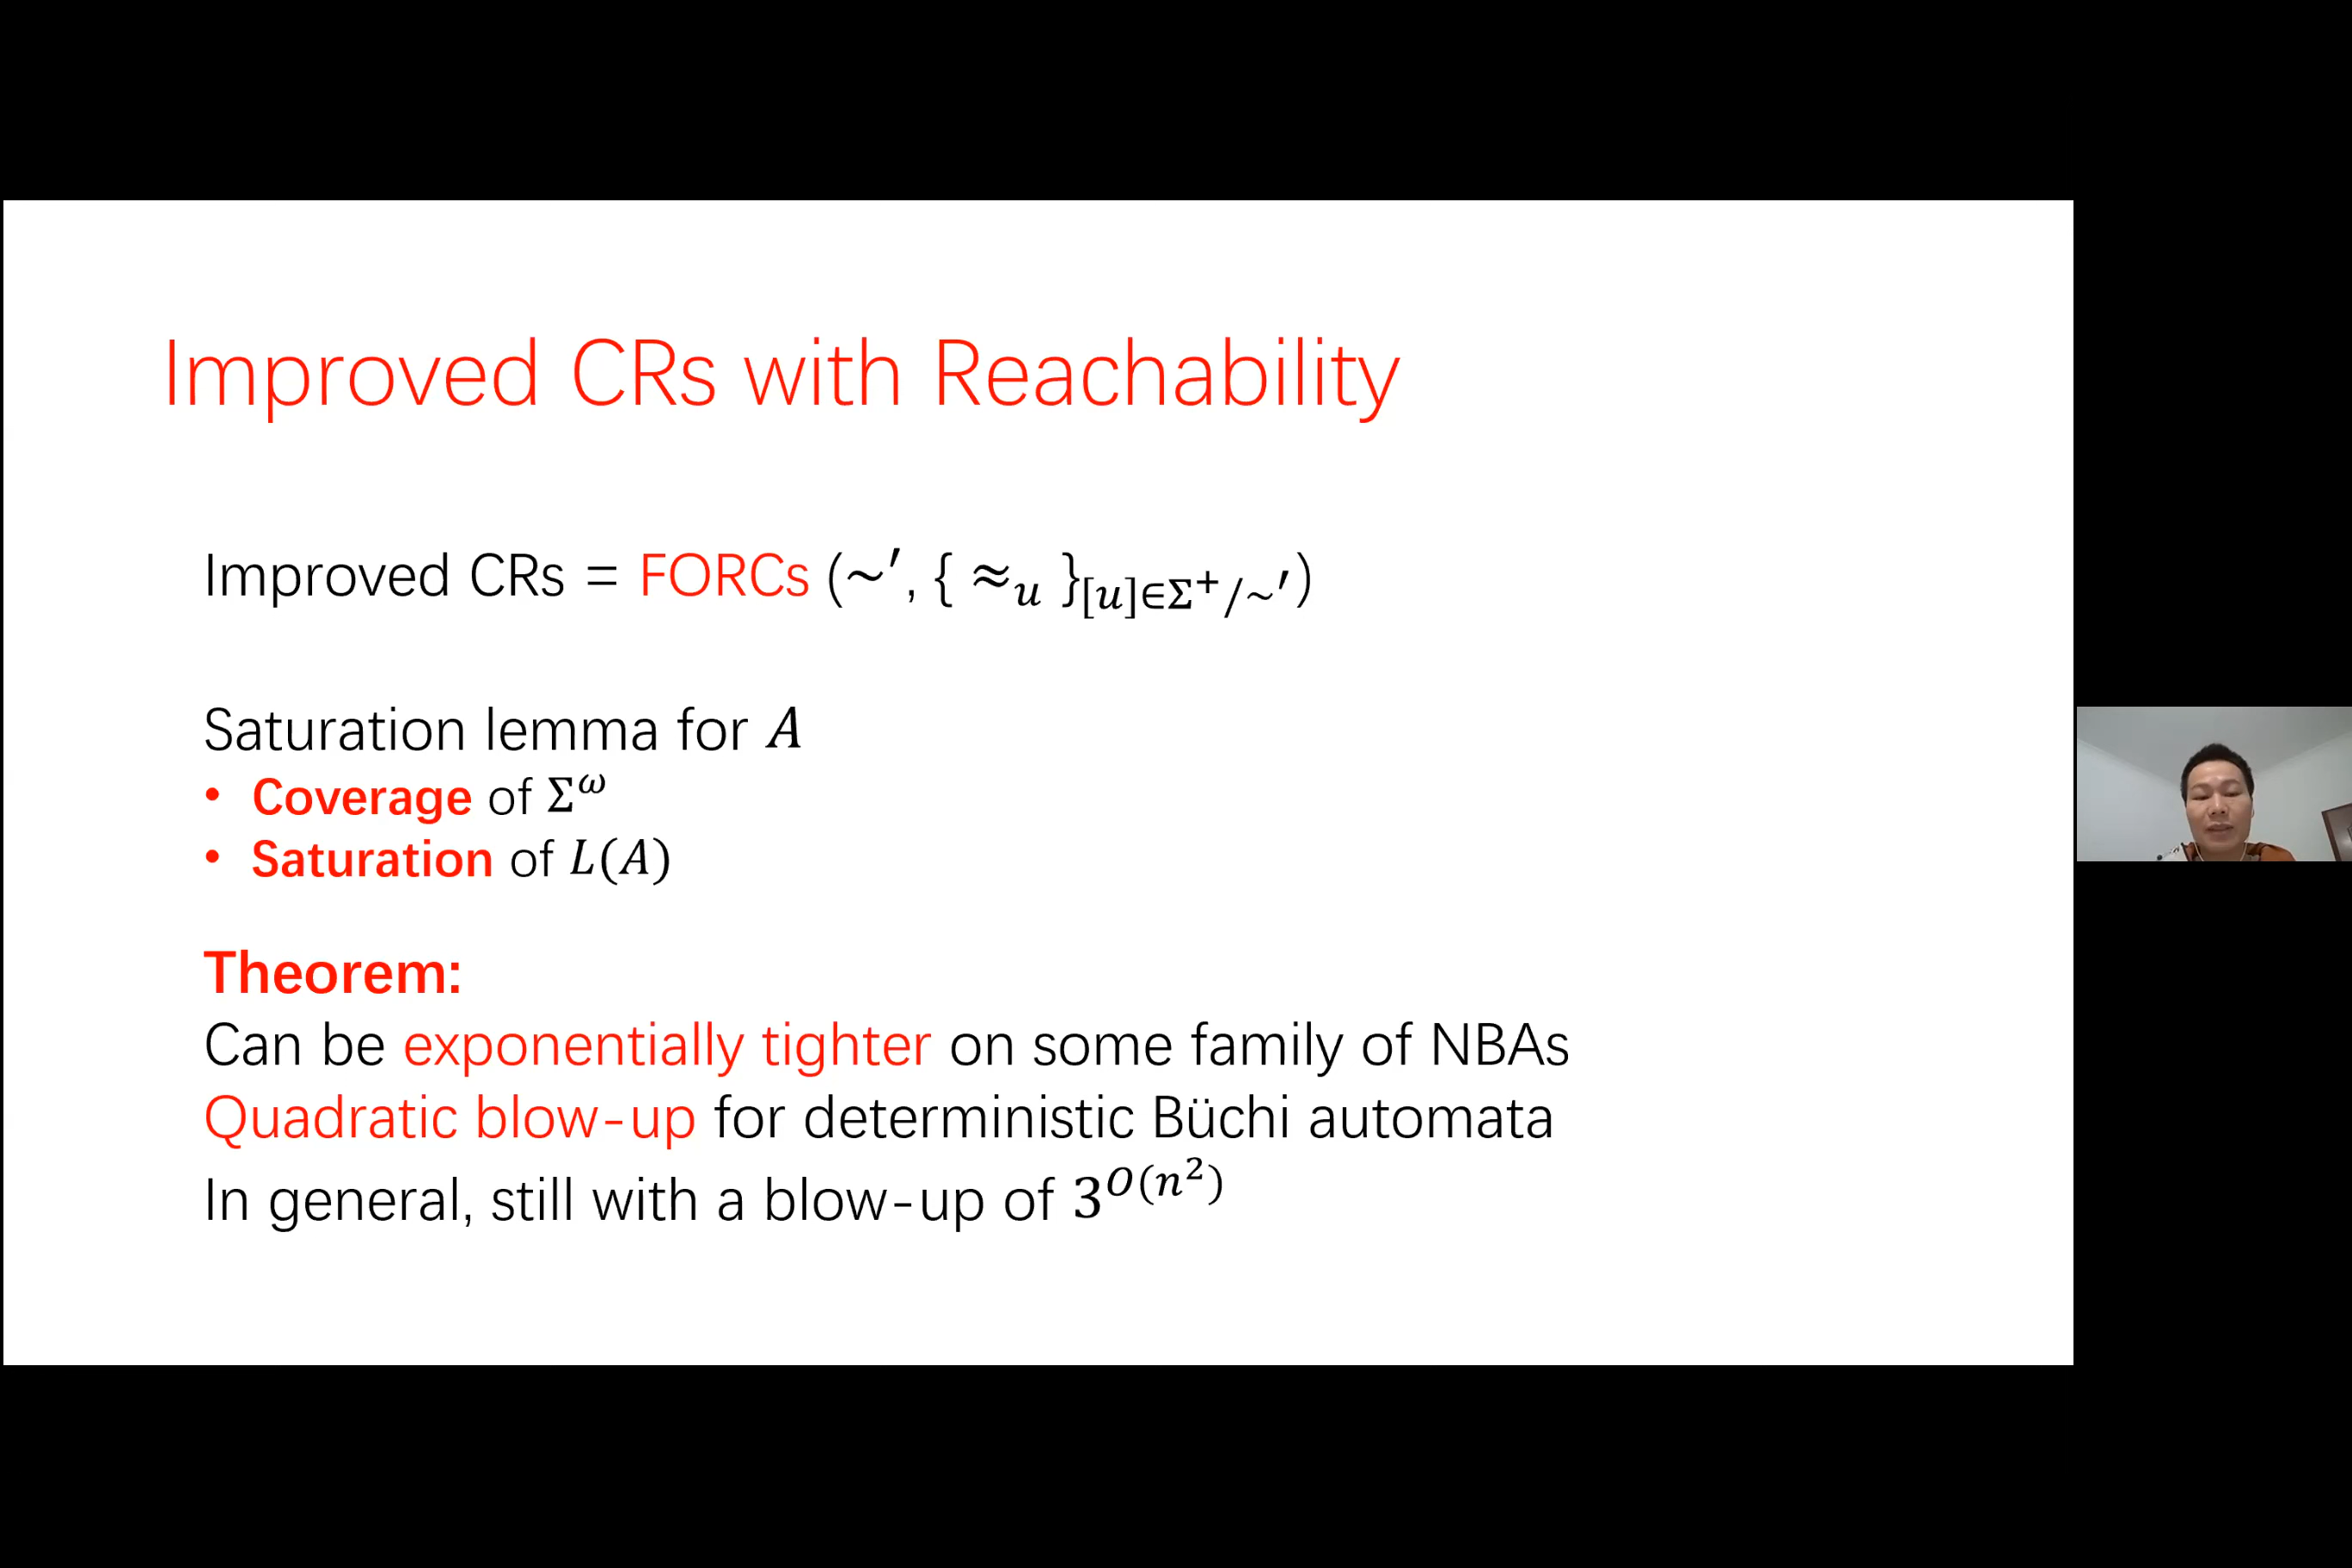 Improved CRs with Reachability
Improved CRs = FORCs (∼′, { ≈ᵤ }[u]∈Σ⁺/∼′)
Saturation lemma for A
• Coverage of Σ^ω
• Saturation of L(A)
Theorem:
Can be exponentially tighter on some family of NBAs
Quadratic blow-up for deterministic Büchi automata
In general, still with a blow-up of 3^O(n²)